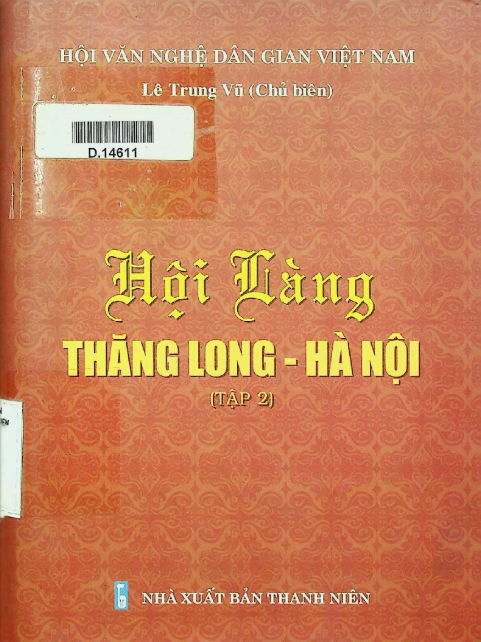 HỘI VĂN NGHỆ DÂN GIAN VIỆT NAM
Lê Trung Vũ (Chủ biên)
D.14611
Hội Làng
THĂNG LONG - HÀ NỘI
(TẬP 2)
NHÀ XUẤT BẢN THANH NIÊN